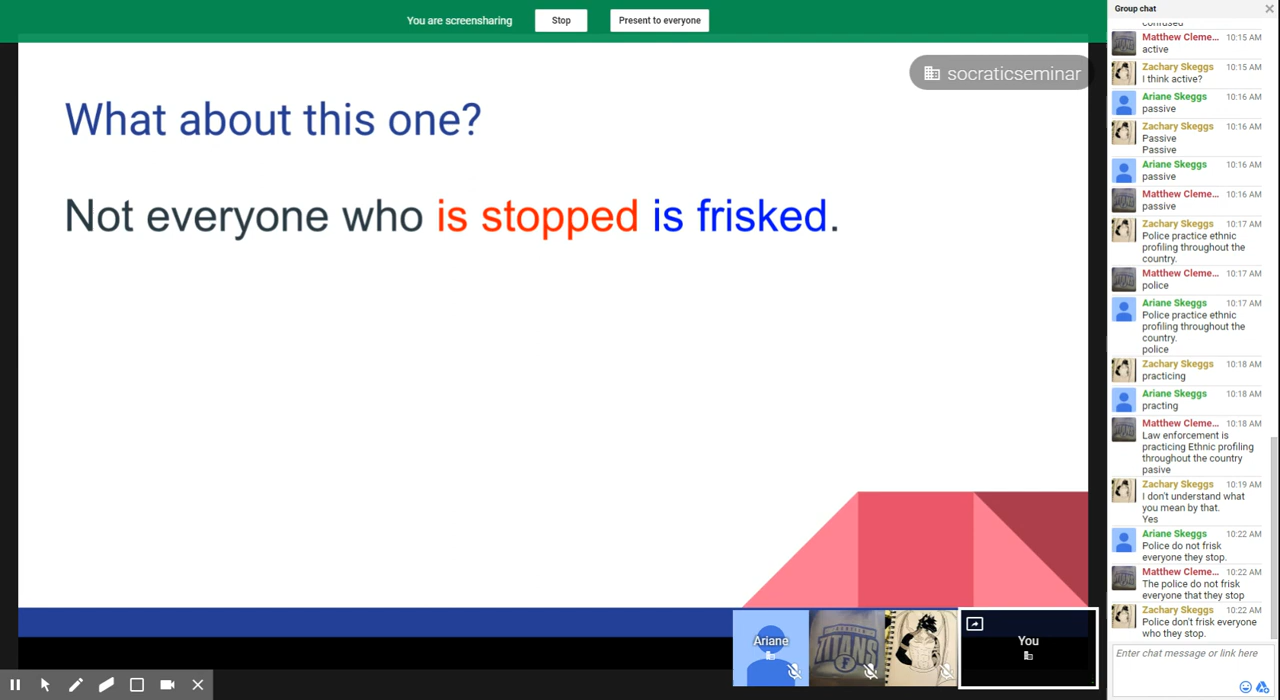 You are screensharing
Stop
Present to everyone
socraticseminar
What about this one?
Not everyone who is stopped is frisked.
Ariane
TITANS
You
Group chat
confused
Matthew Cleme... 10:15 AM
active
Zachary Skeggs 10:15 AM
I think active?
Ariane Skeggs 10:16 AM
passive
Zachary Skeggs 10:16 AM
Passive
Passive
Ariane Skeggs 10:16 AM
passive
Matthew Cleme... 10:16 AM
passive
Zachary Skeggs 10:17 AM
Police practice ethnic
profiling throughout the
country.
Matthew Cleme... 10:17 AM
police
Ariane Skeggs 10:17 AM
Police practice ethnic
profiling throughout the
country.
police
Zachary Skeggs 10:18 AM
practicing
Ariane Skeggs 10:18 AM
practing
Matthew Cleme... 10:18 AM
Law enforcement is
practicing Ethnic profiling
throughout the country
pasive
Zachary Skeggs 10:19 AM
I don't understand what
you mean by that.
Yes
Ariane Skeggs 10:22 AM
Police do not frisk
everyone they stop.
Matthew Cleme... 10:22 AM
The police do not frisk
everyone that they stop
Zachary Skeggs 10:22 AM
Police don't frisk everyone
who they stop.
Enter chat message or link here